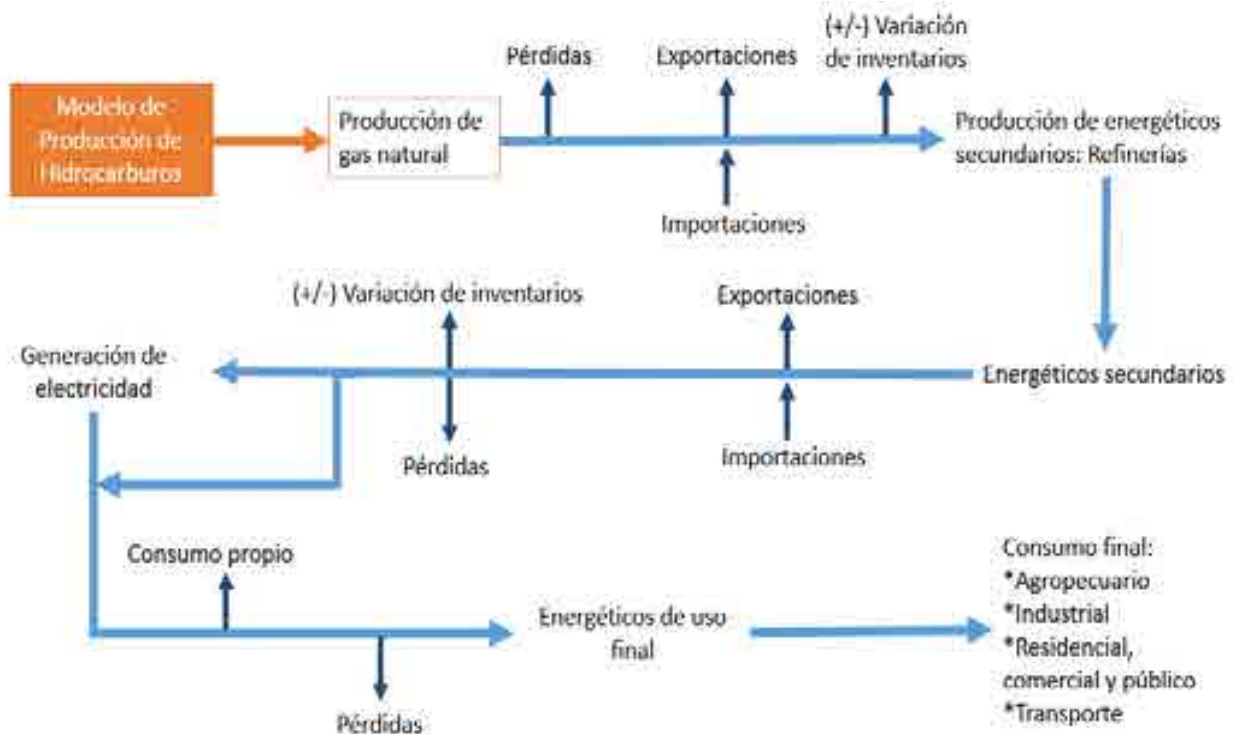 (+/-) Variación
de inventarios
Pérdidas
Exportaciones
Modelo de
Producción de
Hidrocarburos
Producción de
gas natural
Producción de energéticos
secundarios: Refinerías
Importaciones
(+/-) Variación de inventarios
Exportaciones
Generación de
electricidad
Energéticos secundarios
Pérdidas
Importaciones
Consumo propio
Energéticos de uso
final
Consumo final:
*Agropecuario
*Industrial
*Residencial,
comercial y público
*Transporte
Pérdidas